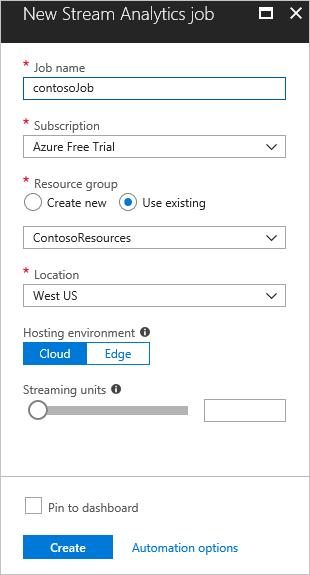 New Stream Analytics job
* Job name
contosoJob
* Subscription
Azure Free Trial
* Resource group
Create new Use existing
ContosoResources
* Location
West US
Hosting environment
Cloud Edge
Streaming units
Pin to dashboard
Create Automation options